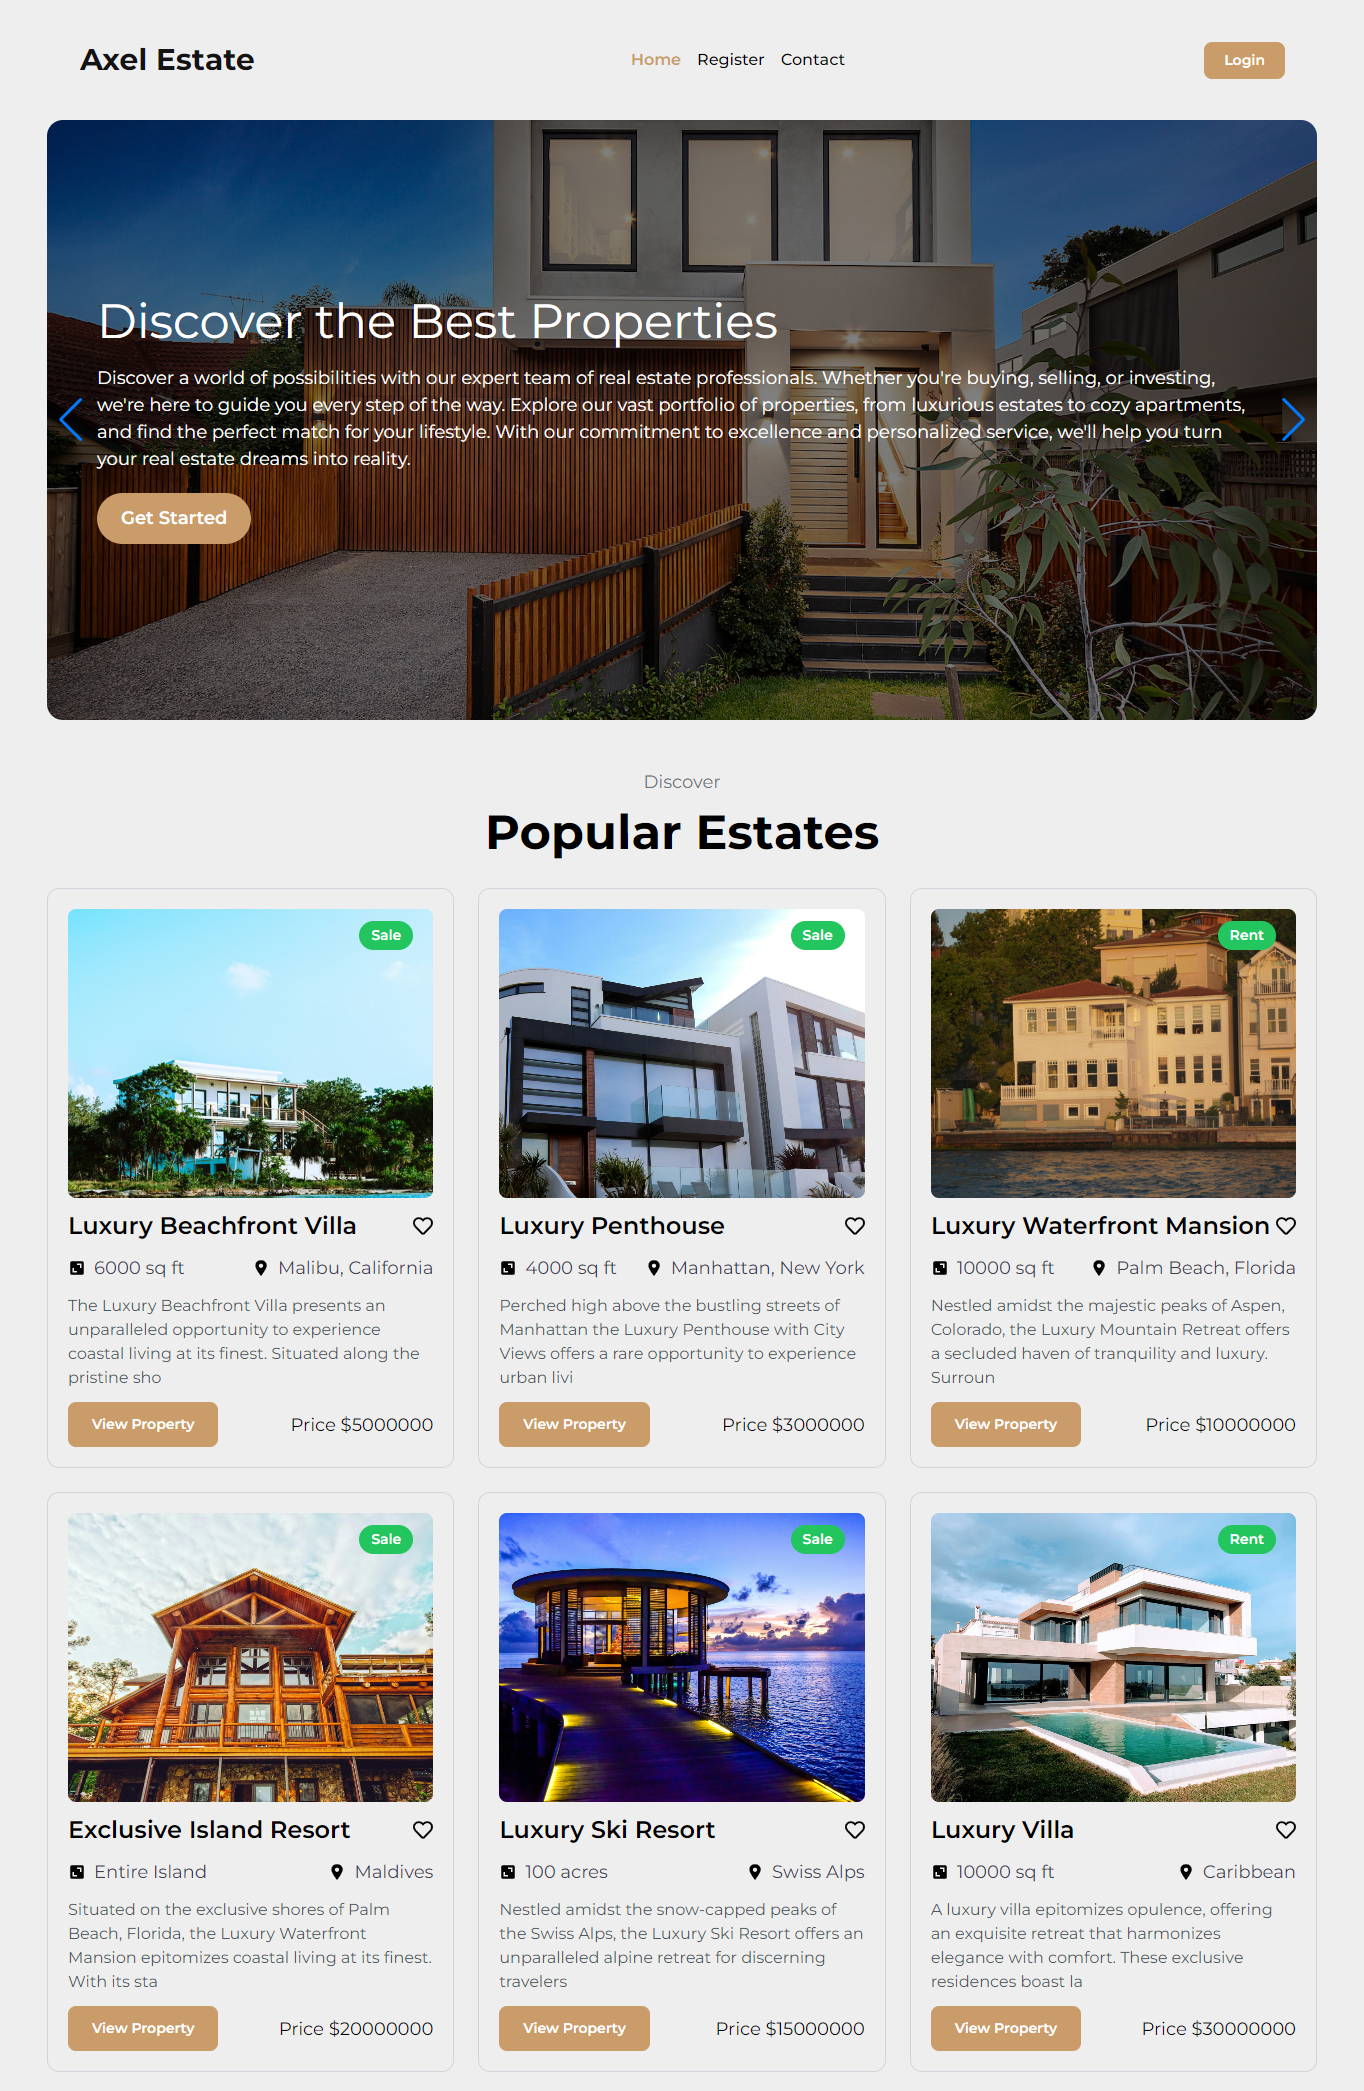 Axel Estate
Home Register Contact
Login
Discover the Best Properties
Discover a world of possibilities with our expert team of real estate professionals. Whether you're buying, selling, or investing,
we're here to guide you every step of the way. Explore our vast portfolio of properties, from luxurious estates to cozy apartments,
and find the perfect match for your lifestyle. With our commitment to excellence and personalized service, we'll help you turn
your real estate dreams into reality.
Get Started
Discover
Popular Estates
Sale
Luxury Beachfront Villa
6000 sq ft
Malibu, California
The Luxury Beachfront Villa presents an
unparalleled opportunity to experience
coastal living at its finest. Situated along the
pristine sho
View Property
Price $5000000
Sale
Luxury Penthouse
4000 sq ft
Manhattan, New York
Perched high above the bustling streets of
Manhattan the Luxury Penthouse with City
Views offers a rare opportunity to experience
urban livi
View Property
Price $3000000
Rent
Luxury Waterfront Mansion
10000 sq ft
Palm Beach, Florida
Nestled amidst the majestic peaks of Aspen,
Colorado, the Luxury Mountain Retreat offers
a secluded haven of tranquility and luxury.
Surroun
View Property
Price $10000000
Sale
Exclusive Island Resort
Entire Island
Maldives
Situated on the exclusive shores of Palm
Beach, Florida, the Luxury Waterfront
Mansion epitomizes coastal living at its finest.
With its sta
View Property
Price $20000000
Sale
Luxury Ski Resort
100 acres
Swiss Alps
Nestled amidst the snow-capped peaks of
the Swiss Alps, the Luxury Ski Resort offers an
unparalleled alpine retreat for discerning
travelers
View Property
Price $15000000
Rent
Luxury Villa
10000 sq ft
Caribbean
A luxury villa epitomizes opulence, offering
an exquisite retreat that harmonizes
elegance with comfort. These exclusive
residences boast la
View Property
Price $30000000